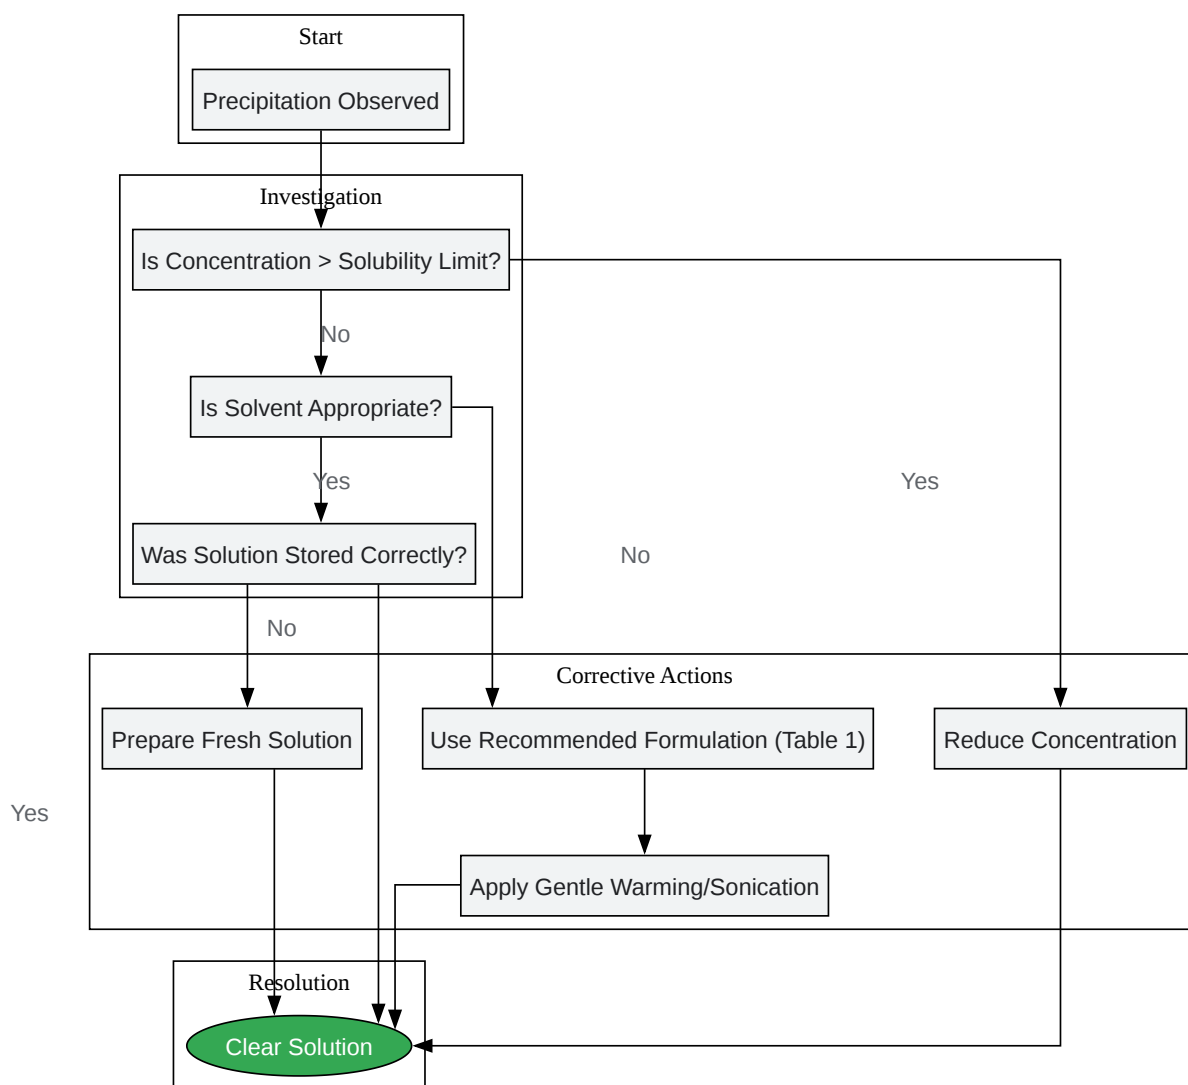 Start
Precipitation Observed
Investigation
Is Concentration > Solubility Limit?
No
Is Solvent Appropriate?
Yes
Yes
Was Solution Stored Correctly?
No
No
Corrective Actions
Prepare Fresh Solution
Use Recommended Formulation (Table 1)
Reduce Concentration
Yes
Apply Gentle Warming/Sonication
Resolution
Clear Solution